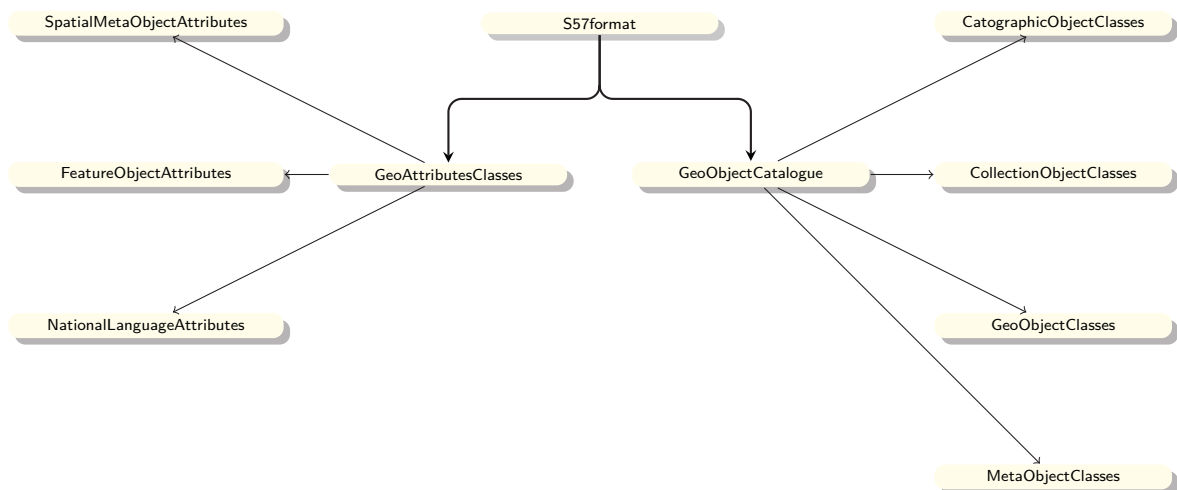 SpatialMetaObjectAttributes
S57format
CatographicObjectClasses
FeatureObjectAttributes
GeoAttributesClasses
GeoObjectCatalogue
CollectionObjectClasses
NationalLanguageAttributes
GeoObjectClasses
MetaObjectClasses